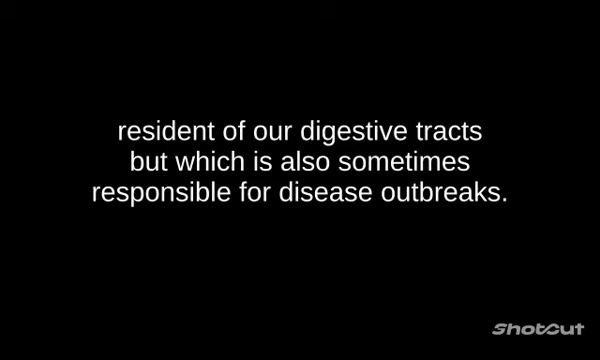 resident of our digestive tracts
but which is also sometimes
responsible for disease outbreaks.
ShotCut